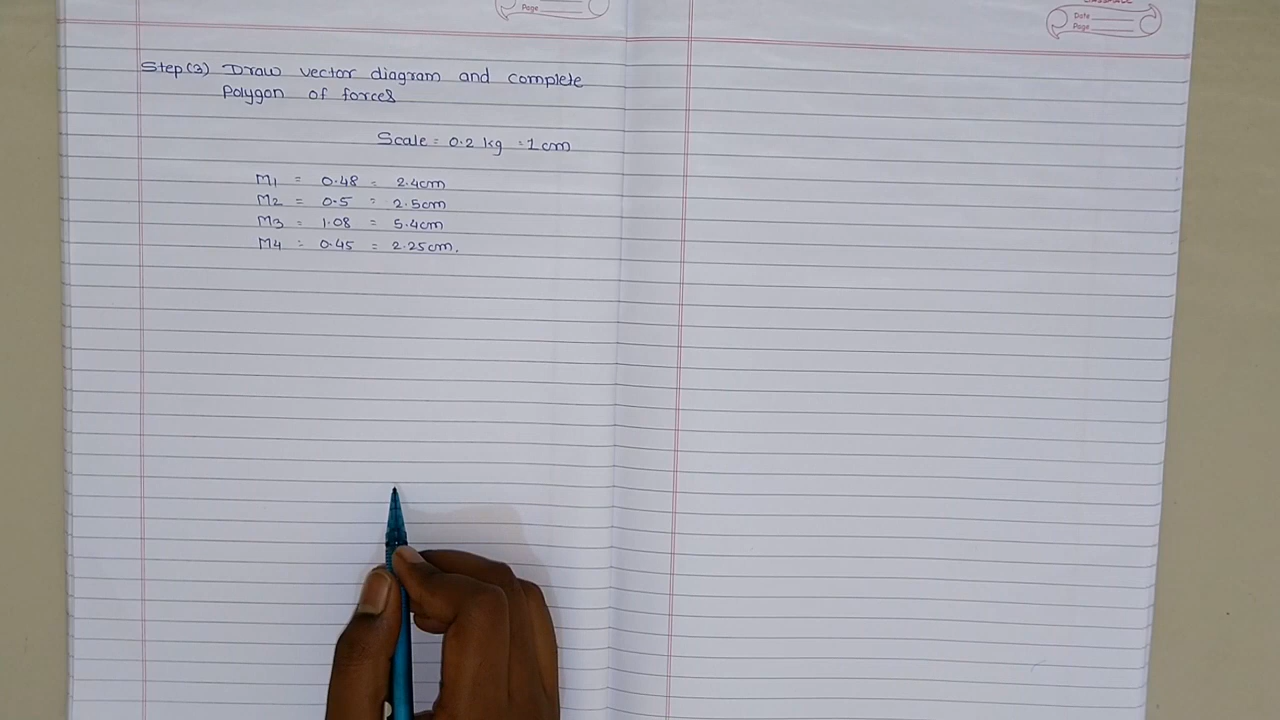 Page
Date
Page
Step(3) Draw vector diagram and complete
Polygon of forces
Scale = 0.2 kg = 1 cm
M1 = 0.48 = 2.4cm
M2 = 0.5 = 2.5cm
M3 = 1.08 = 5.4cm
M4 = 0.45 = 2.25cm.